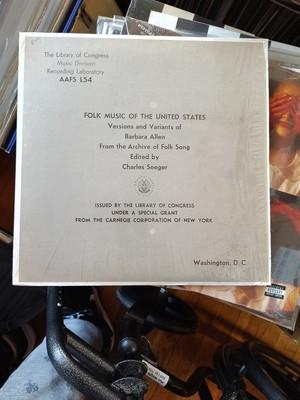 The Library of Congress
Music Division
Recording Laboratory
AAFS L54
FOLK MUSIC OF THE UNITED STATES
Versions and Variants of
Barbara Allen
From the Archive of Folk Song
Edited by
Charles Seeger
ISSUED BY THE LIBRARY OF CONGRESS
UNDER A SPECIAL GRANT
FROM THE CARNEGIE CORPORATION OF NEW YORK
Washington, D. C.